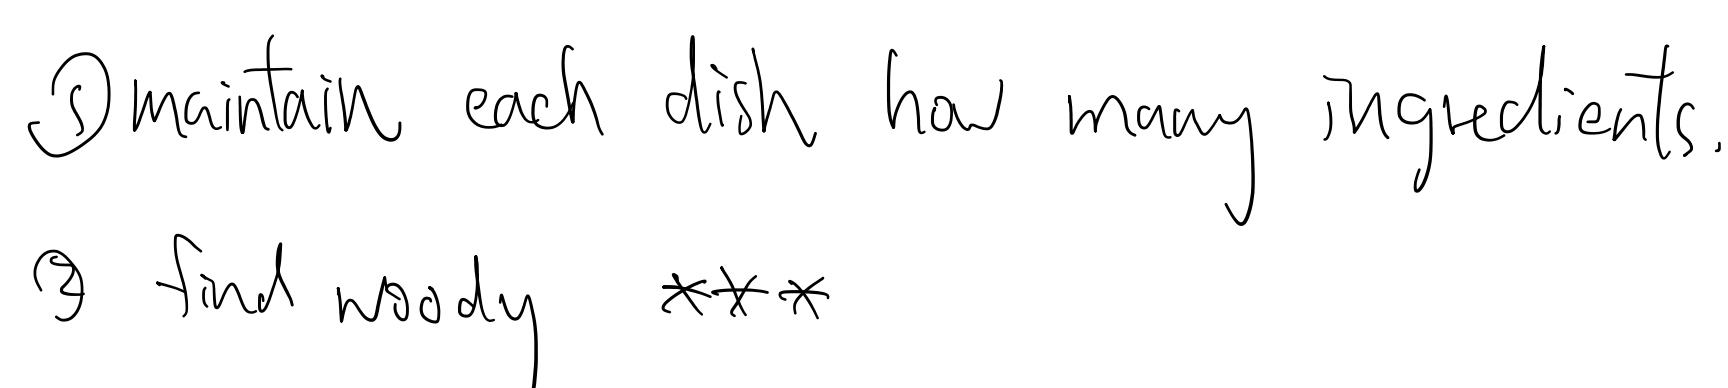 ① maintain each dish how many ingredients.
② find woody ***